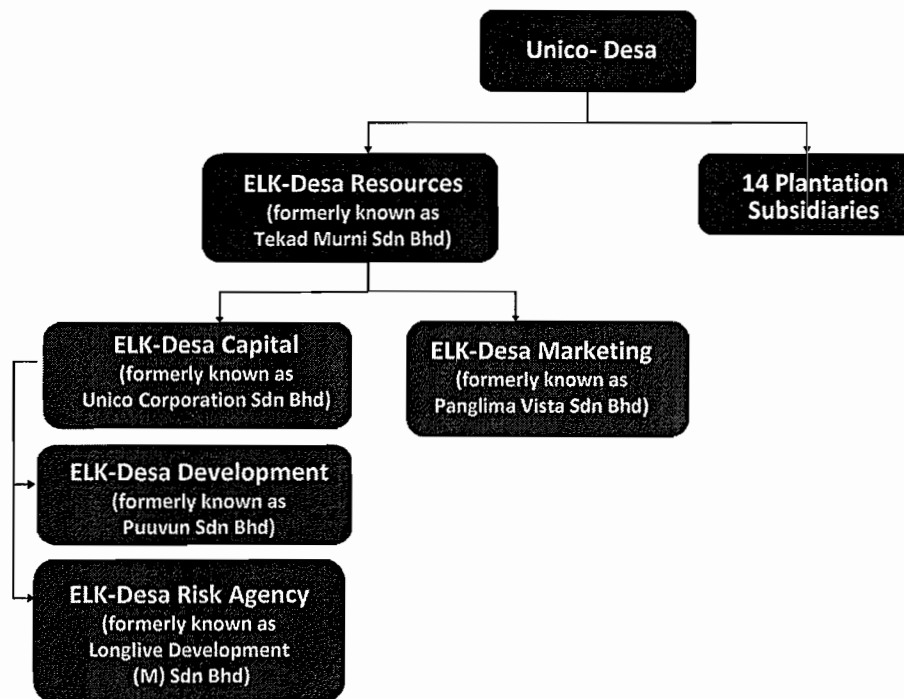 Unico- Desa
ELK-Desa Resources
(formerly known as
Tekad Murni Sdn Bhd)
14 Plantation
Subsidiaries
ELK-Desa Capital
(formerly known as
Unico Corporation Sdn Bhd)
ELK-Desa Marketing
(formerly known as
Panglima Vista Sdn Bhd)
ELK-Desa Development
(formerly known as
Puuvun Sdn Bhd)
ELK-Desa Risk Agency
(formerly known as
Longlive Development
(M) Sdn Bhd)